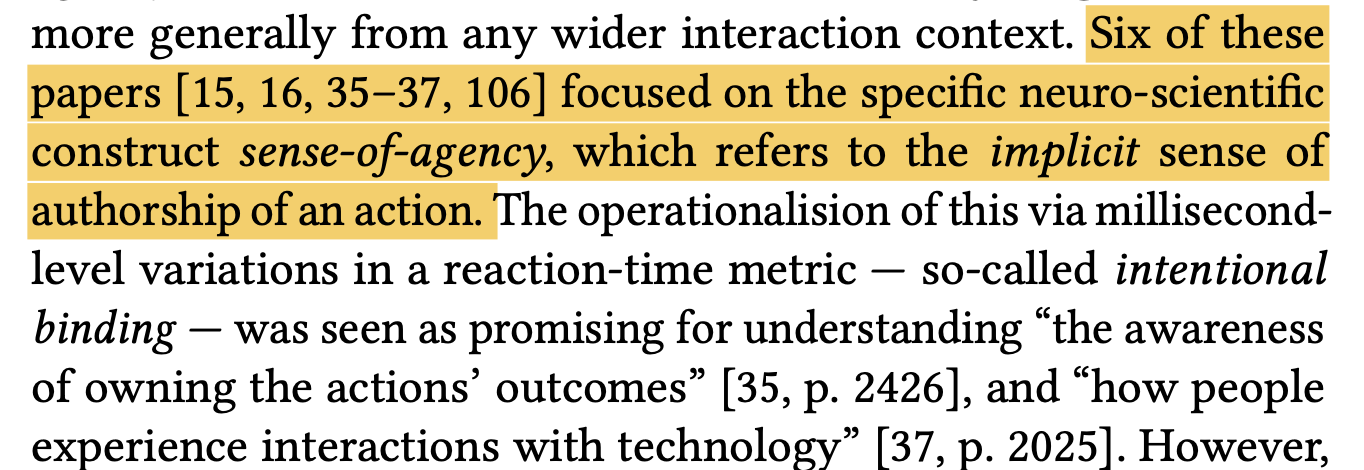 more generally from any wider interaction context. Six of these
papers [15, 16, 35–37, 106] focused on the specific neuro-scientific
construct sense-of-agency, which refers to the implicit sense of
authorship of an action. The operationalision of this via millisecond-
level variations in a reaction-time metric — so-called intentional
binding — was seen as promising for understanding “the awareness
of owning the actions’ outcomes” [35, p. 2426], and “how people
experience interactions with technology” [37, p. 2025]. However,